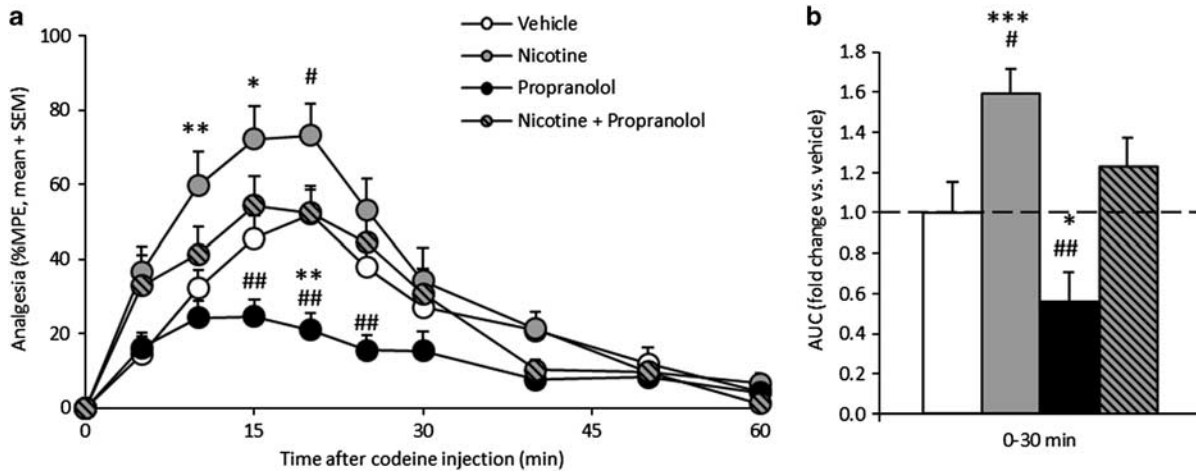 a
Analgesia (%MPE, mean + SEM)
100
80
60
40
20
0
** * #
## ** ## ##
0 15 30 45 60
Time after codeine injection (min)
Vehicle
Nicotine
Propranolol
Nicotine + Propranolol
b
AUC (fold change vs. vehicle)
1.8
1.6
1.4
1.2
1.0
0.8
0.6
0.4
0.2
0.0
***
#
*
##
0-30 min